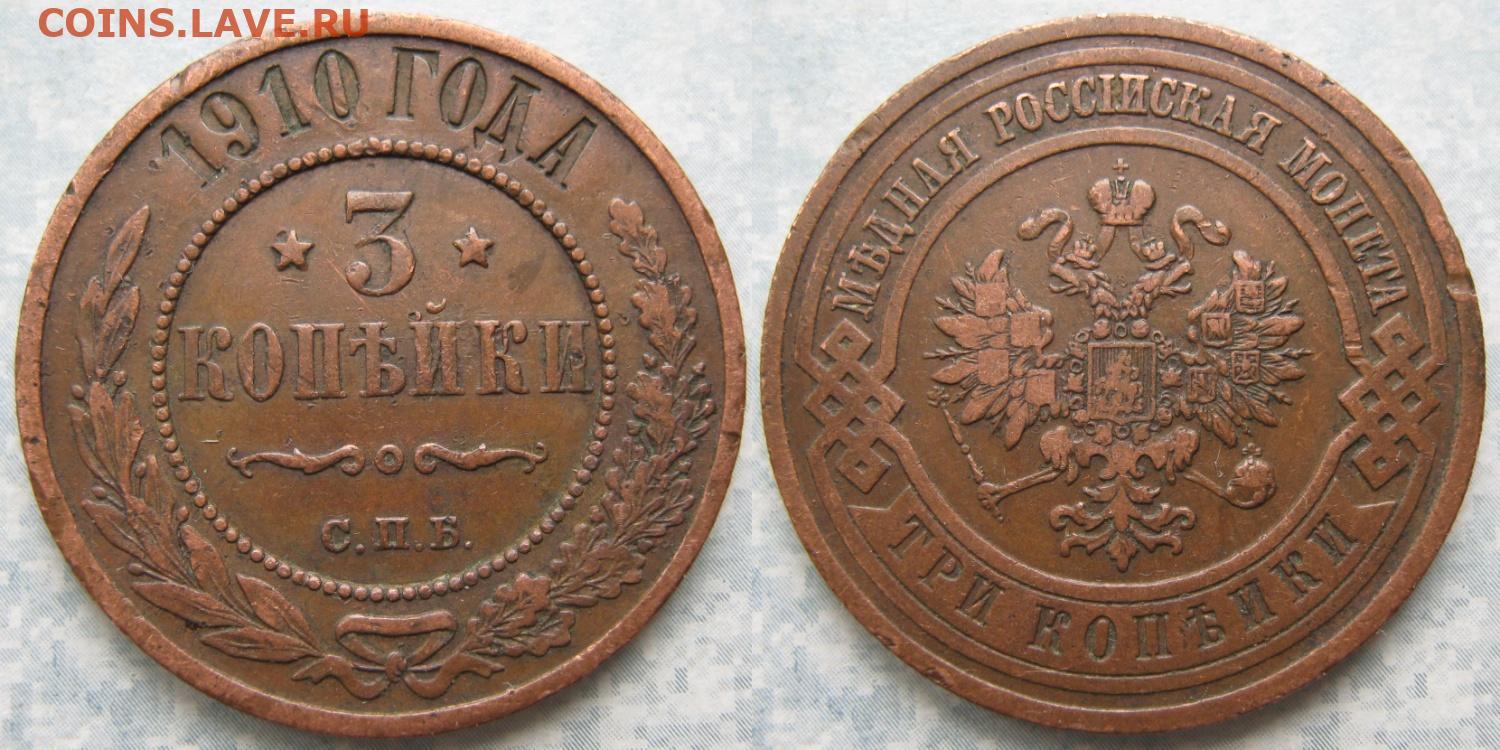 COINS.LAVE.RU
1910 ГОДА
3
КОПѢЙКИ
С.П.Б.
МѢДНАЯ РОССІЙСКАЯ МОНЕТА
ТРИ КОПѢЙКИ